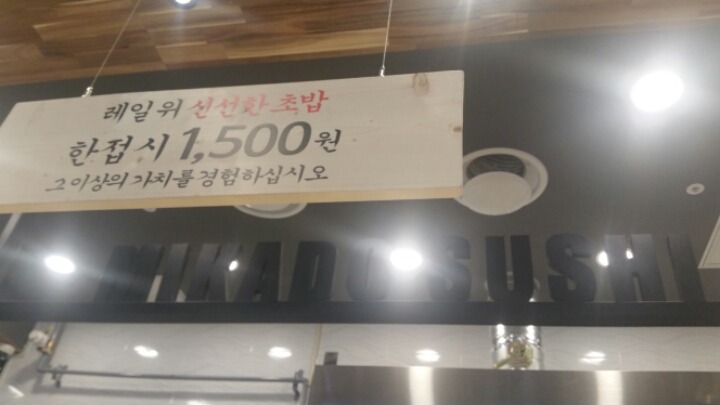 레일 위 신선한 초밥
한접시 1,500원
그 이상의 가치를 경험하십시오
MIKADO SUSHI